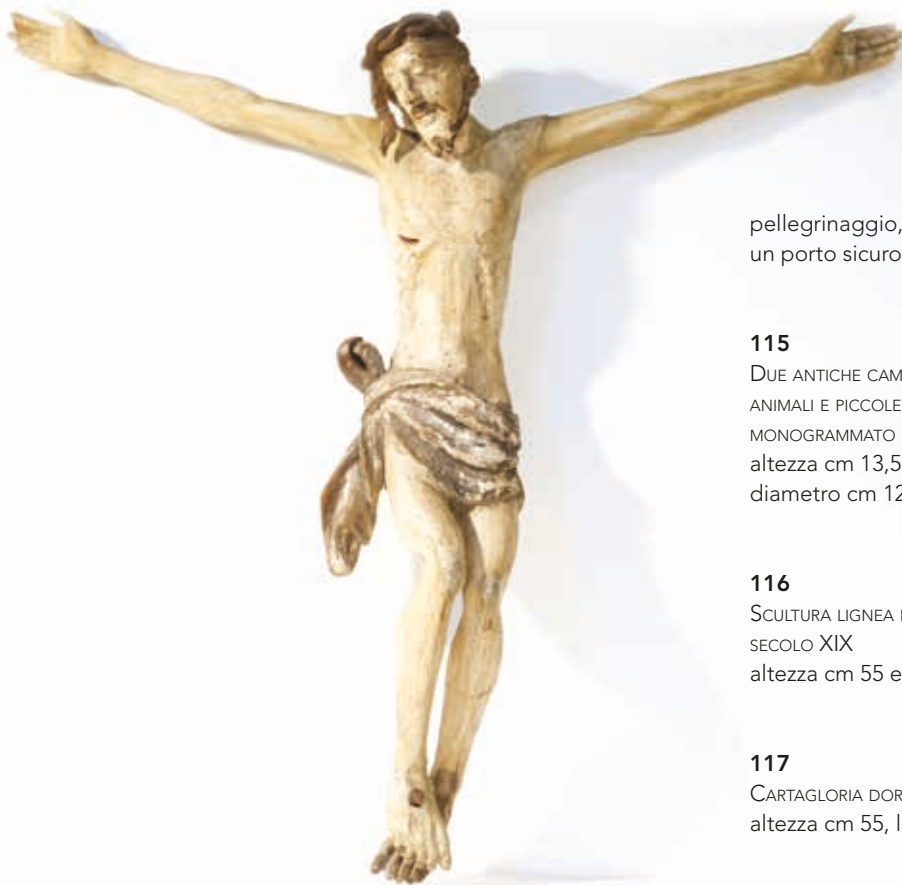 pellegrinaggio,
un porto sicuro
115
DUE ANTICHE CAM
ANIMALI E PICCOLE
MONOGRAMMATO
altezza cm 13,5
diametro cm 12
116
SCULTURA LIGNEA
SECOLO XIX
altezza cm 55 e
117
CARTAGLORIA DOR
altezza cm 55, l